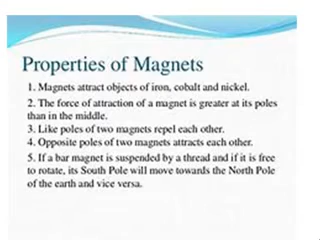 Properties of Magnets
1. Magnets attract objects of iron, cobalt and nickel.
2. The force of attraction of a magnet is greater at its poles
than in the middle.
3. Like poles of two magnets repel each other.
4. Opposite poles of two magnets attracts each other.
5. If a bar magnet is suspended by a thread and if it is free
to rotate, its South Pole will move towards the North Pole
of the earth and vice versa.